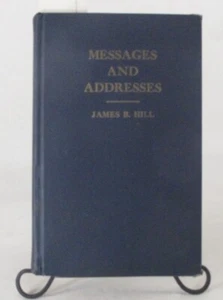 MESSAGES
AND
ADDRESSES
JAMES B. HILL